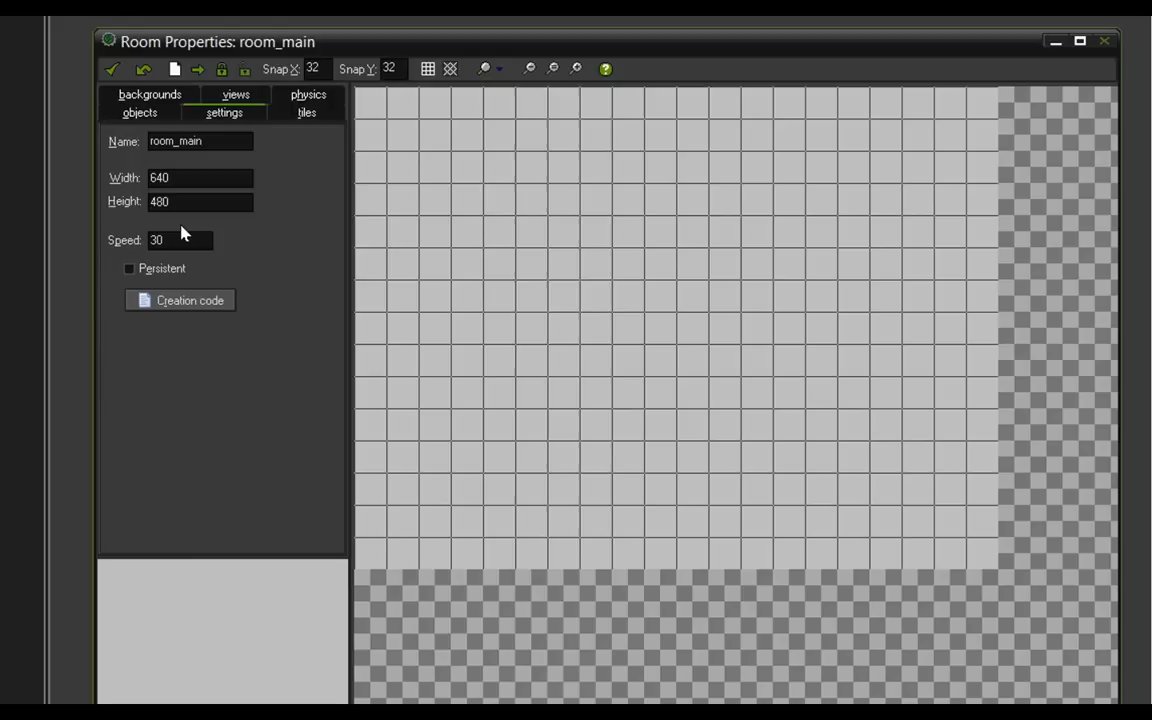 Room Properties: room_main
Snap X: 32 Snap Y: 32
backgrounds views physics
objects settings tiles
Name: room_main
Width: 640
Height: 480
Speed: 30
Persistent
Creation code